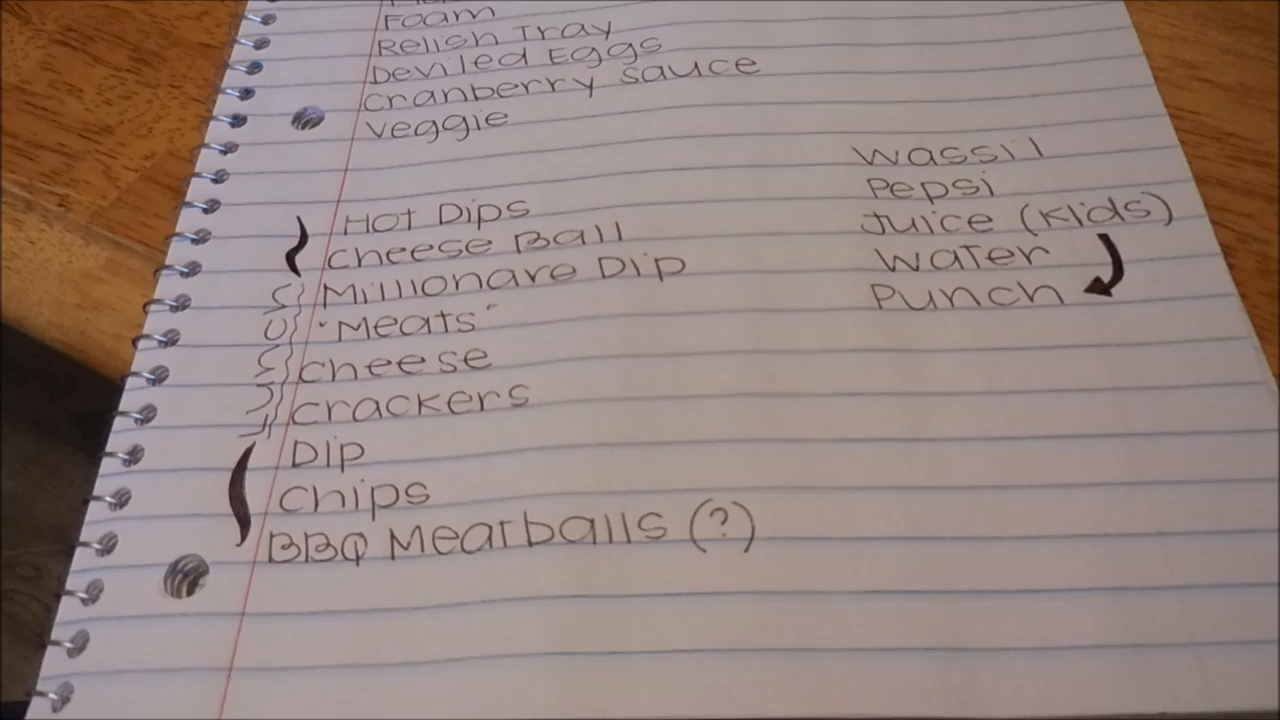 Foam
Relish Tray
Deviled Eggs
Cranberry Sauce
Veggie
Hot Dips
Cheese Ball
Millionare Dip
"Meats"
Cheese
Crackers
Dip
Chips
BBQ Meatballs (?)
Wassil
Pepsi
Juice (Kids)
Water
Punch